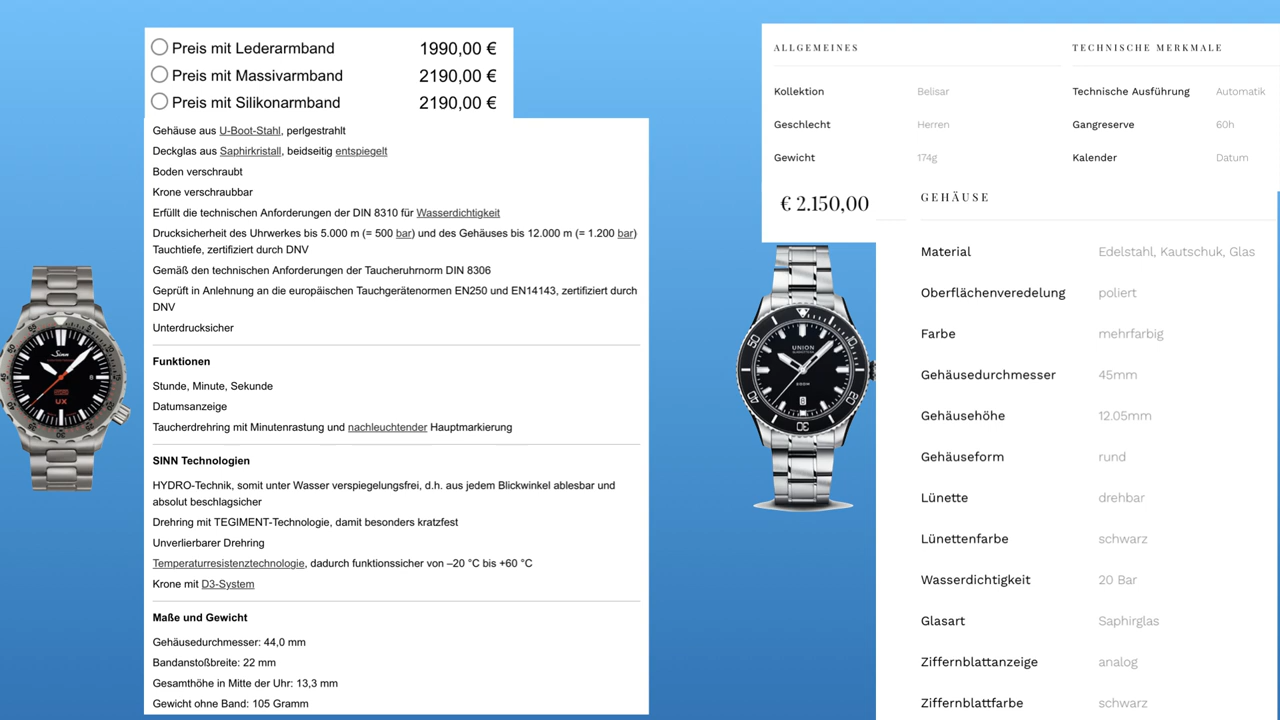 Preis mit Lederarmband 1990,00 €
Preis mit Massivarmband 2190,00 €
Preis mit Silikonarmband 2190,00 €
Gehäuse aus U-Boot-Stahl, perlgestrahlt
Deckglas aus Saphirkristall, beidseitig entspiegelt
Boden verschraubt
Krone verschraubbar
Erfüllt die technischen Anforderungen der DIN 8310 für Wasserdichtigkeit
Drucksicherheit des Uhrwerkes bis 5.000 m (= 500 bar) und des Gehäuses bis 12.000 m (= 1.200 bar)
Tauchtiefe, zertifiziert durch DNV
Gemäß den technischen Anforderungen der Taucheruhrnorm DIN 8306
Geprüft in Anlehnung an die europäischen Tauchgerätenormen EN250 und EN14143, zertifiziert durch
DNV
Unterdrucksicher
Funktionen
Stunde, Minute, Sekunde
Datumsanzeige
Taucherdrehring mit Minutenrastung und nachleuchtender Hauptmarkierung
SINN Technologien
HYDRO-Technik, somit unter Wasser verspiegelungsfrei, d.h. aus jedem Blickwinkel ablesbar und
absolut beschlagsicher
Drehring mit TEGIMENT-Technologie, damit besonders kratzfest
Unverlierbarer Drehring
Temperaturresistenztechnologie, dadurch funktionssicher von –20 °C bis +60 °C
Krone mit D3-System
Maße und Gewicht
Gehäusedurchmesser: 44,0 mm
Bandanstoßbreite: 22 mm
Gesamthöhe in Mitte der Uhr: 13,3 mm
Gewicht ohne Band: 105 Gramm
Sinn
UX
ALLGEMEINES
Kollektion Belisar
Geschlecht Herren
Gewicht 174g
€ 2.150,00
TECHNISCHE MERKMALE
Technische Ausführung Automatik
Gangreserve 60h
Kalender Datum
GEHÄUSE
Material Edelstahl, Kautschuk, Glas
Oberflächenveredelung poliert
Farbe mehrfarbig
Gehäusedurchmesser 45mm
Gehäusehöhe 12.05mm
Gehäuseform rund
Lünette drehbar
Lünettenfarbe schwarz
Wasserdichtigkeit 20 Bar
Glasart Saphirglas
Ziffernblattanzeige analog
Ziffernblattfarbe schwarz
UNION
50 10
40 20
30
8